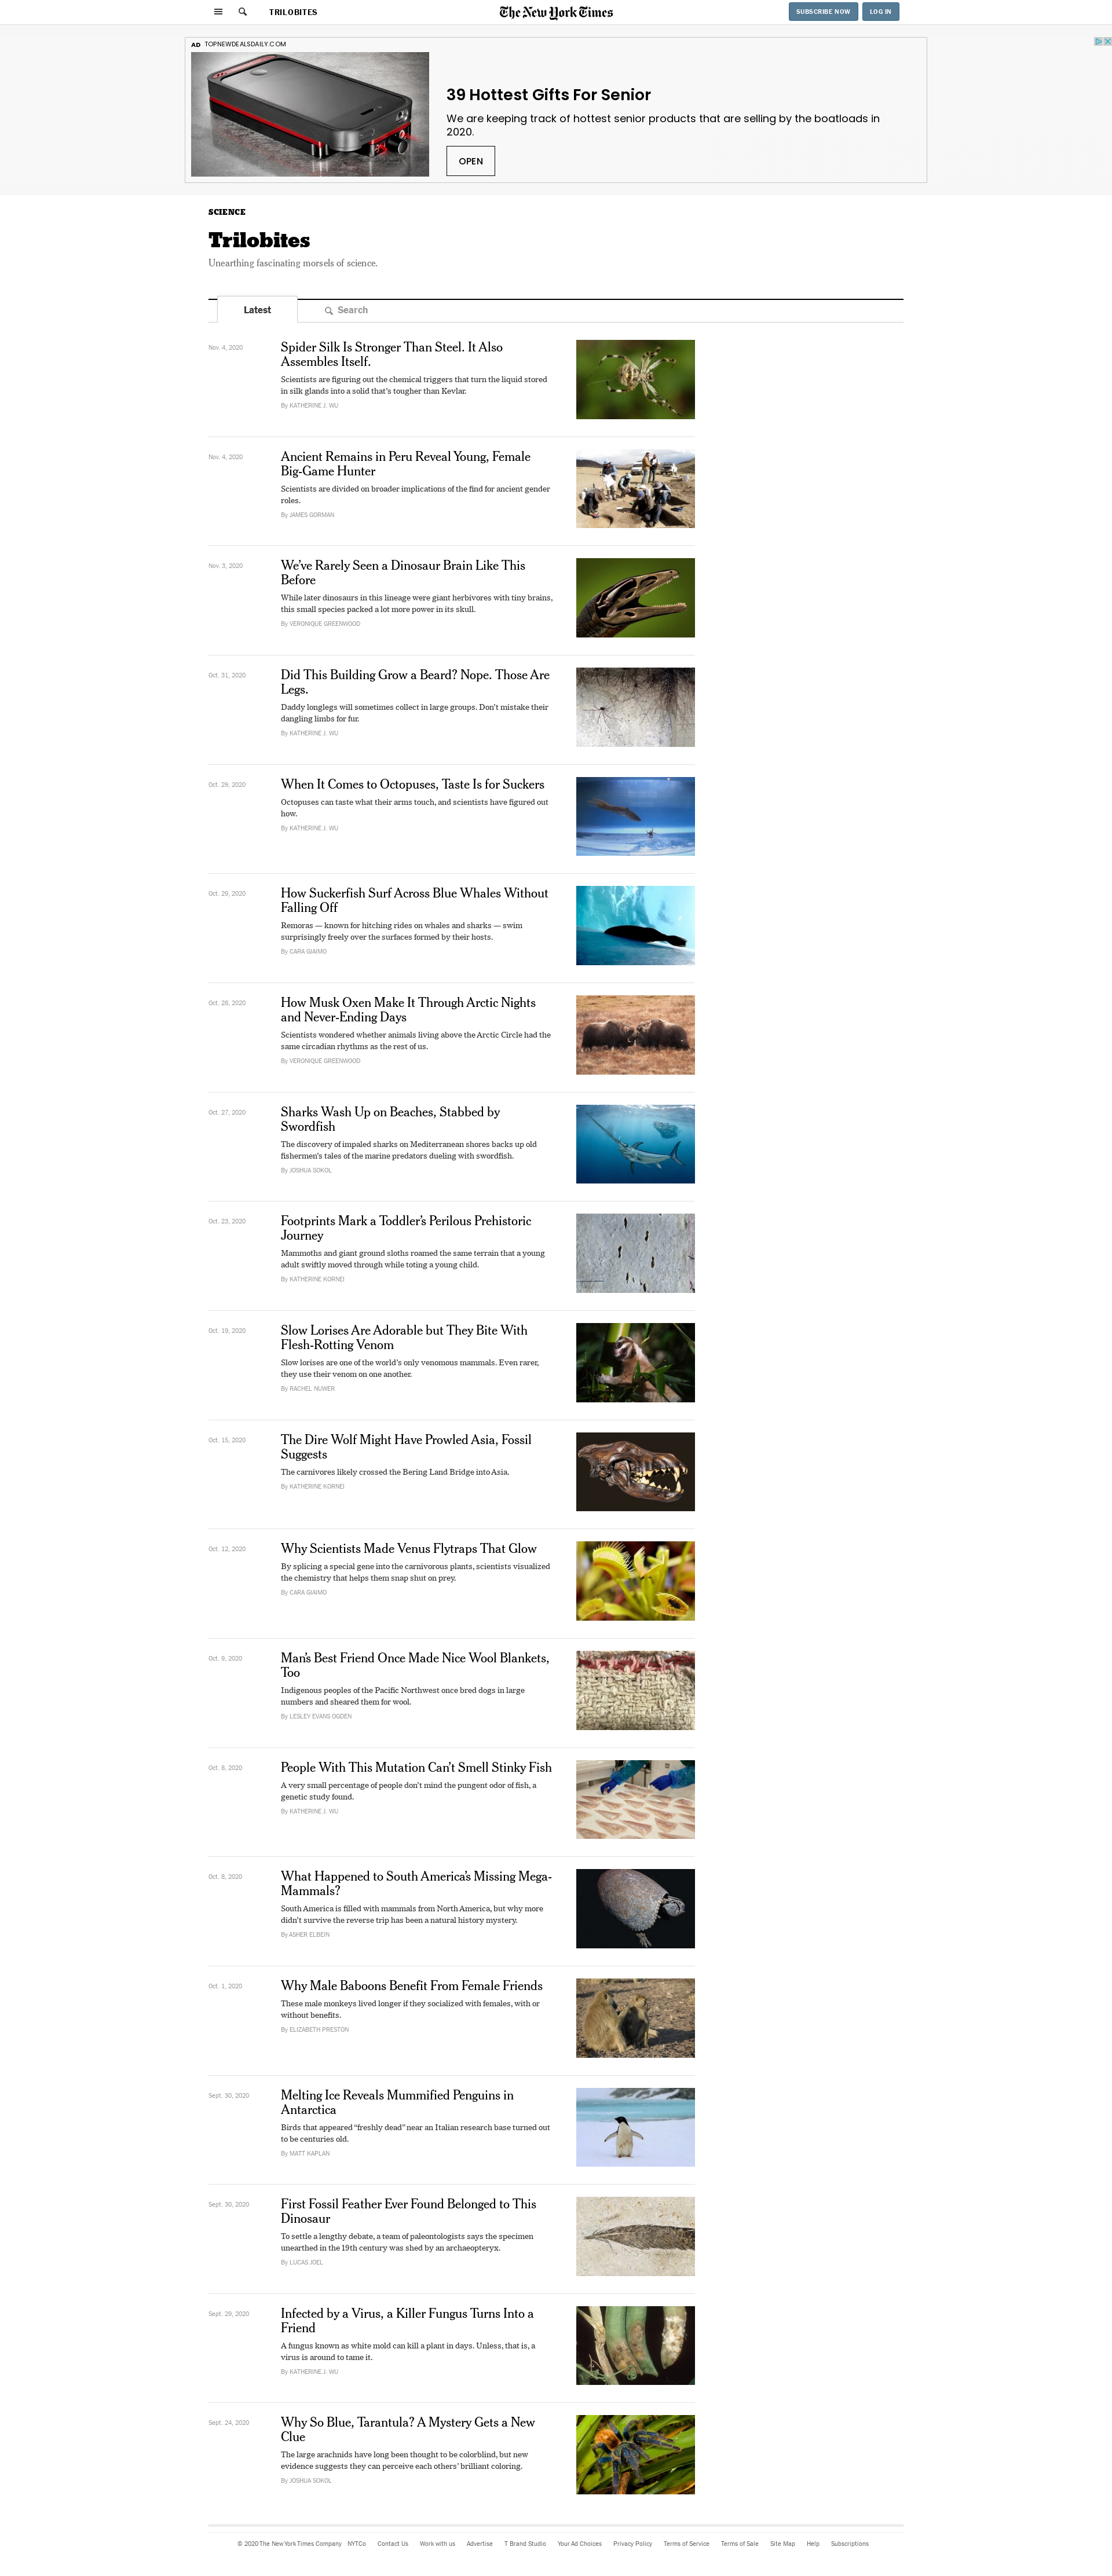 TRILOBITES
The New York Times
SUBSCRIBE NOW
LOG IN
AD TOPNEWDEALSDAILY.COM
39 Hottest Gifts For Senior
We are keeping track of hottest senior products that are selling by the boatloads in
2020.
OPEN
SCIENCE
Trilobites
Unearthing fascinating morsels of science.
Latest
Search
Nov. 4, 2020
Spider Silk Is Stronger Than Steel. It Also
Assembles Itself.
Scientists are figuring out the chemical triggers that turn the liquid stored
in silk glands into a solid that's tougher than Kevlar.
By KATHERINE J. WU
Nov. 4, 2020
Ancient Remains in Peru Reveal Young, Female
Big-Game Hunter
Scientists are divided on broader implications of the find for ancient gender
roles.
By JAMES GORMAN
Nov. 3, 2020
We've Rarely Seen a Dinosaur Brain Like This
Before
While later dinosaurs in this lineage were giant herbivores with tiny brains,
this small species packed a lot more power in its skull.
By VERONIQUE GREENWOOD
Oct. 31, 2020
Did This Building Grow a Beard? Nope. Those Are
Legs.
Daddy longlegs will sometimes collect in large groups. Don't mistake their
dangling limbs for fur.
By KATHERINE J. WU
Oct. 29, 2020
When It Comes to Octopuses, Taste Is for Suckers
Octopuses can taste what their arms touch, and scientists have figured out
how.
By KATHERINE J. WU
Oct. 29, 2020
How Suckerfish Surf Across Blue Whales Without
Falling Off
Remoras — known for hitching rides on whales and sharks — swim
surprisingly freely over the surfaces formed by their hosts.
By CARA GIAIMO
Oct. 28, 2020
How Musk Oxen Make It Through Arctic Nights
and Never-Ending Days
Scientists wondered whether animals living above the Arctic Circle had the
same circadian rhythms as the rest of us.
By VERONIQUE GREENWOOD
Oct. 27, 2020
Sharks Wash Up on Beaches, Stabbed by
Swordfish
The discovery of impaled sharks on Mediterranean shores backs up old
fishermen's tales of the marine predators dueling with swordfish.
By JOSHUA SOKOL
Oct. 23, 2020
Footprints Mark a Toddler's Perilous Prehistoric
Journey
Mammoths and giant ground sloths roamed the same terrain that a young
adult swiftly moved through while toting a young child.
By KATHERINE KORNEI
Oct. 19, 2020
Slow Lorises Are Adorable but They Bite With
Flesh-Rotting Venom
Slow lorises are one of the world's only venomous mammals. Even rarer,
they use their venom on one another.
By RACHEL NUWER
Oct. 15, 2020
The Dire Wolf Might Have Prowled Asia, Fossil
Suggests
The carnivores likely crossed the Bering Land Bridge into Asia.
By KATHERINE KORNEI
Oct. 12, 2020
Why Scientists Made Venus Flytraps That Glow
By splicing a special gene into the carnivorous plants, scientists visualized
the chemistry that helps them snap shut on prey.
By CARA GIAIMO
Oct. 9, 2020
Man's Best Friend Once Made Nice Wool Blankets,
Too
Indigenous peoples of the Pacific Northwest once bred dogs in large
numbers and sheared them for wool.
By LESLEY EVANS OGDEN
Oct. 8, 2020
People With This Mutation Can't Smell Stinky Fish
A very small percentage of people don't mind the pungent odor of fish, a
genetic study found.
By KATHERINE J. WU
Oct. 8, 2020
What Happened to South America's Missing Mega-
Mammals?
South America is filled with mammals from North America, but why more
didn't survive the reverse trip has been a natural history mystery.
By ASHER ELBEIN
Oct. 1, 2020
Why Male Baboons Benefit From Female Friends
These male monkeys lived longer if they socialized with females, with or
without benefits.
By ELIZABETH PRESTON
Sept. 30, 2020
Melting Ice Reveals Mummified Penguins in
Antarctica
Birds that appeared “freshly dead” near an Italian research base turned out
to be centuries old.
By MATT KAPLAN
Sept. 30, 2020
First Fossil Feather Ever Found Belonged to This
Dinosaur
To settle a lengthy debate, a team of paleontologists says the specimen
unearthed in the 19th century was shed by an archaeopteryx.
By LUCAS JOEL
Sept. 29, 2020
Infected by a Virus, a Killer Fungus Turns Into a
Friend
A fungus known as white mold can kill a plant in days. Unless, that is, a
virus is around to tame it.
By KATHERINE J. WU
Sept. 24, 2020
Why So Blue, Tarantula? A Mystery Gets a New
Clue
The large arachnids have long been thought to be colorblind, but new
evidence suggests they can perceive each others' brilliant coloring.
By JOSHUA SOKOL
© 2020 The New York Times Company NYTCo Contact Us Work with us Advertise T Brand Studio Your Ad Choices Privacy Policy Terms of Service Terms of Sale Site Map Help Subscriptions